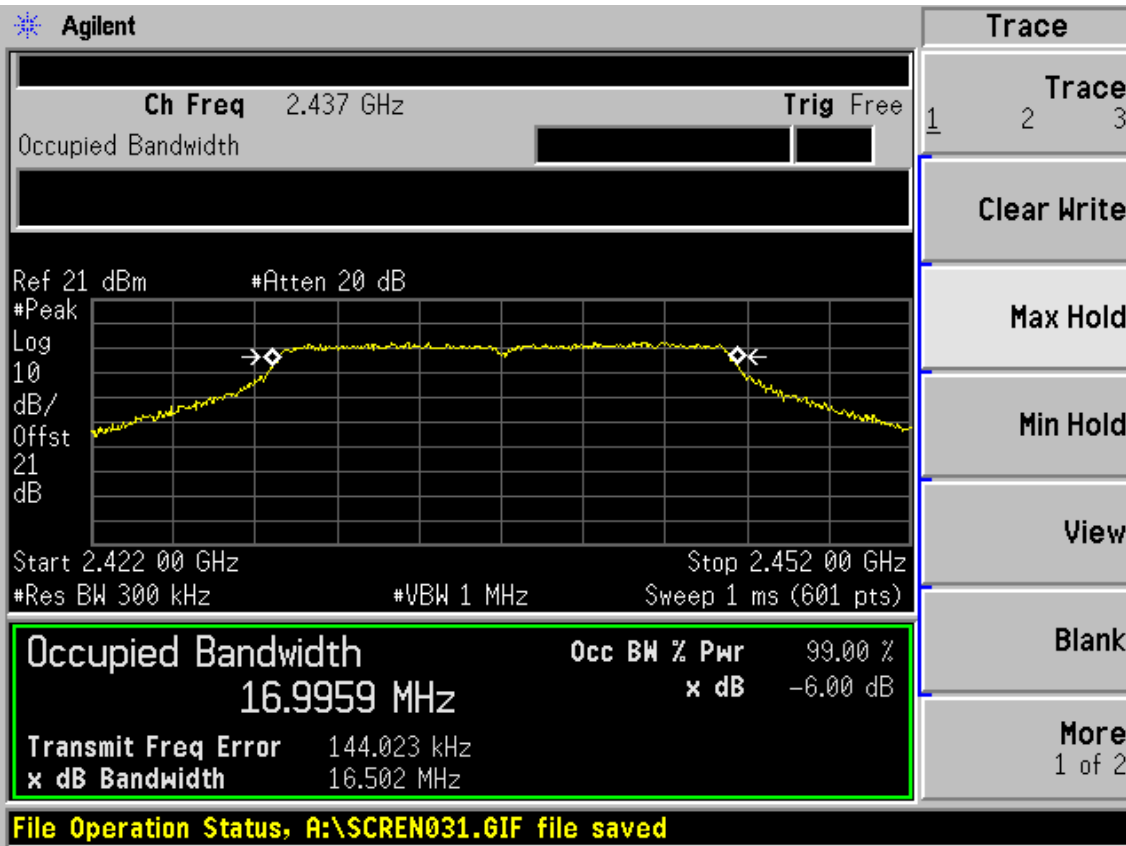 Agilent
Trace
Ch Freq 2.437 GHz Trig Free
Occupied Bandwidth
Trace
1 2 3
Clear Write
Max Hold
Min Hold
View
Blank
More
1 of 2
Ref 21 dBm #Atten 20 dB
#Peak
Log
10
dB/
Offst
21
dB
Start 2.422 00 GHz Stop 2.452 00 GHz
#Res BW 300 kHz #VBW 1 MHz Sweep 1 ms (601 pts)
Occupied Bandwidth
16.9959 MHz
Occ BW % Pwr 99.00 %
x dB -6.00 dB
Transmit Freq Error 144.023 kHz
x dB Bandwidth 16.502 MHz
File Operation Status, A:\SCREN031.GIF file saved